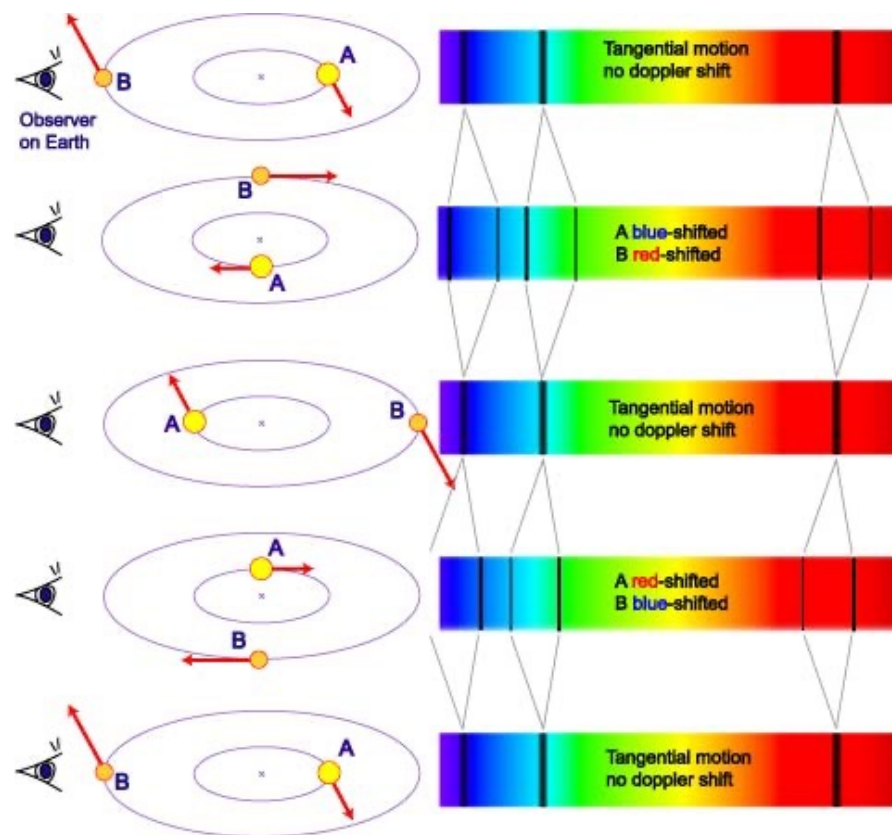 A
B
Observer
on Earth
Tangential motion
no doppler shift
B
A
A blue-shifted
B red-shifted
A
B
Tangential motion
no doppler shift
A
B
A red-shifted
B blue-shifted
A
B
Tangential motion
no doppler shift